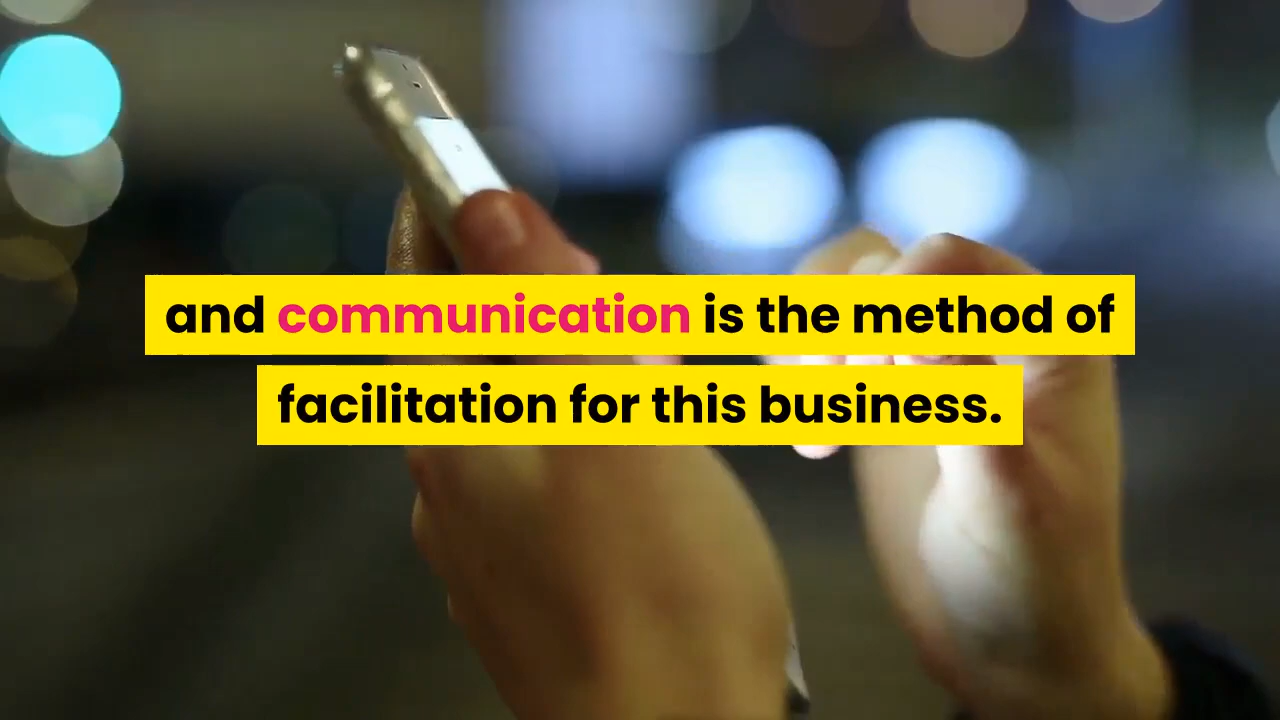 and communication is the method of
facilitation for this business.